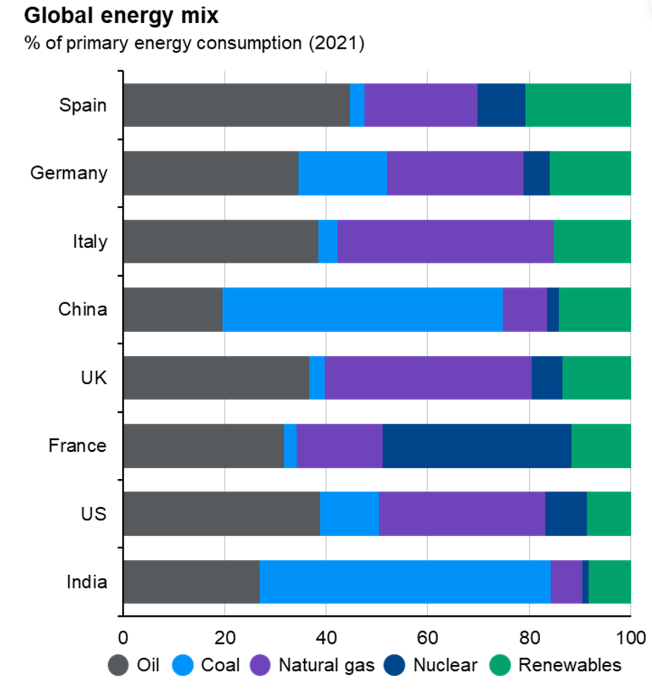 Global energy mix
% of primary energy consumption (2021)
Spain
Germany
Italy
China
UK
France
US
India
0 20 40 60 80 100
Oil Coal Natural gas Nuclear Renewables